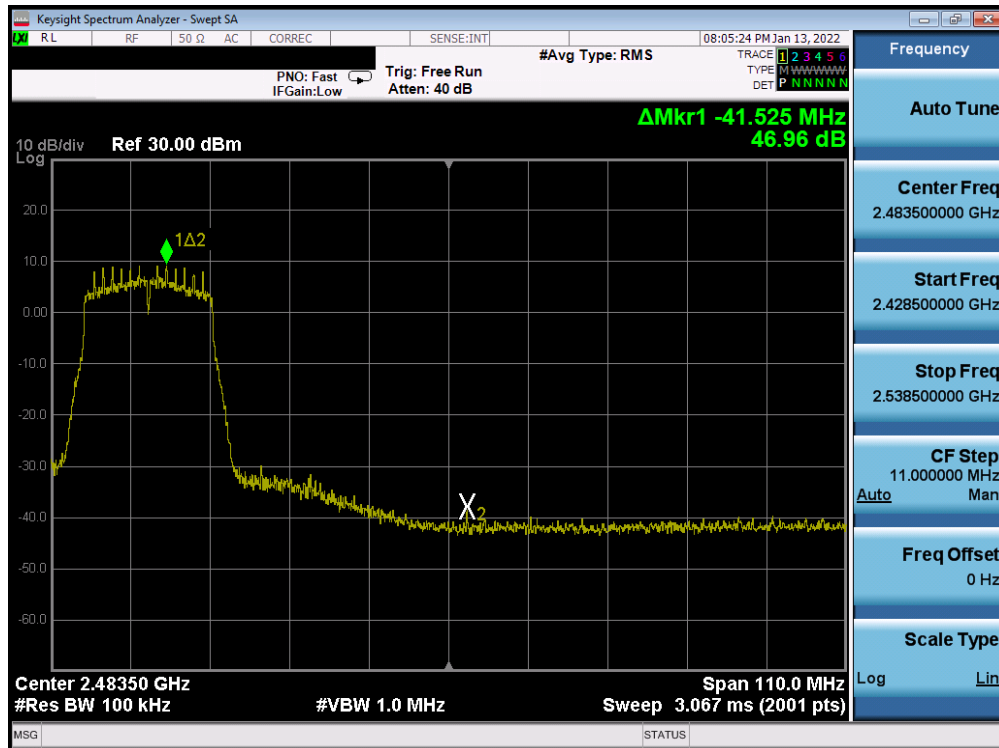 Keysight Spectrum Analyzer - Swept SA
LXI RL RF 50 Ω AC CORREC SENSE:INT 08:05:24 PM Jan 13, 2022
#Avg Type: RMS TRACE 1 2 3 4 5 6
PNO: Fast Trig: Free Run TYPE M WWWWW
IFGain:Low Atten: 40 dB DET P N N N N N
ΔMkr1 -41.525 MHz
46.96 dB
10 dB/div Ref 30.00 dBm
Log
20.0
1Δ2
10.0
0.00
-10.0
-20.0
-30.0
-40.0
X2
-50.0
-60.0
Center 2.48350 GHz Span 110.0 MHz
#Res BW 100 kHz #VBW 1.0 MHz Sweep 3.067 ms (2001 pts)
MSG STATUS
Frequency
Auto Tune
Center Freq
2.483500000 GHz
Start Freq
2.428500000 GHz
Stop Freq
2.538500000 GHz
CF Step
11.000000 MHz
Auto Man
Freq Offset
0 Hz
Scale Type
Log Lin